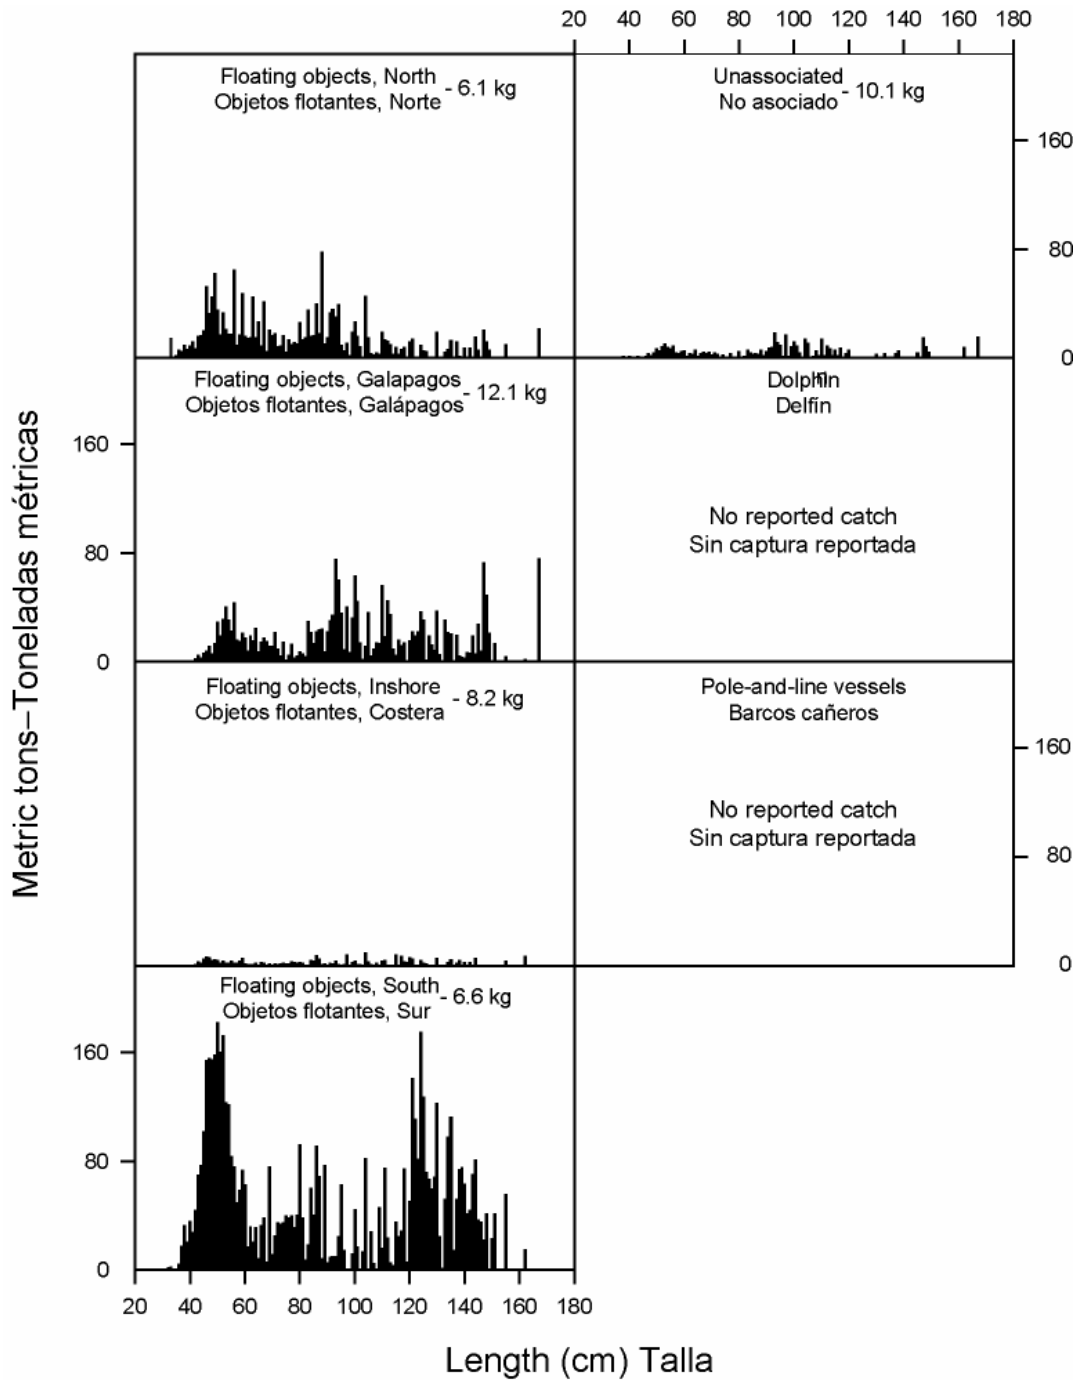 20 40 60 80 100 120 140 160 180
Floating objects, North
Objetos flotantes, Norte
- 6.1 kg
Unassociated
No asociado
- 10.1 kg
160
80
0
Floating objects, Galapagos
Objetos flotantes, Galápagos
- 12.1 kg
Dolphin
Delfín
160
80
0
No reported catch
Sin captura reportada
Floating objects, Inshore
Objetos flotantes, Costera
- 8.2 kg
Pole-and-line vessels
Barcos cañeros
No reported catch
Sin captura reportada
160
80
0
Floating objects, South
Objetos flotantes, Sur
- 6.6 kg
160
80
0
20 40 60 80 100 120 140 160 180
Metric tons–Toneladas métricas
Length (cm) Talla